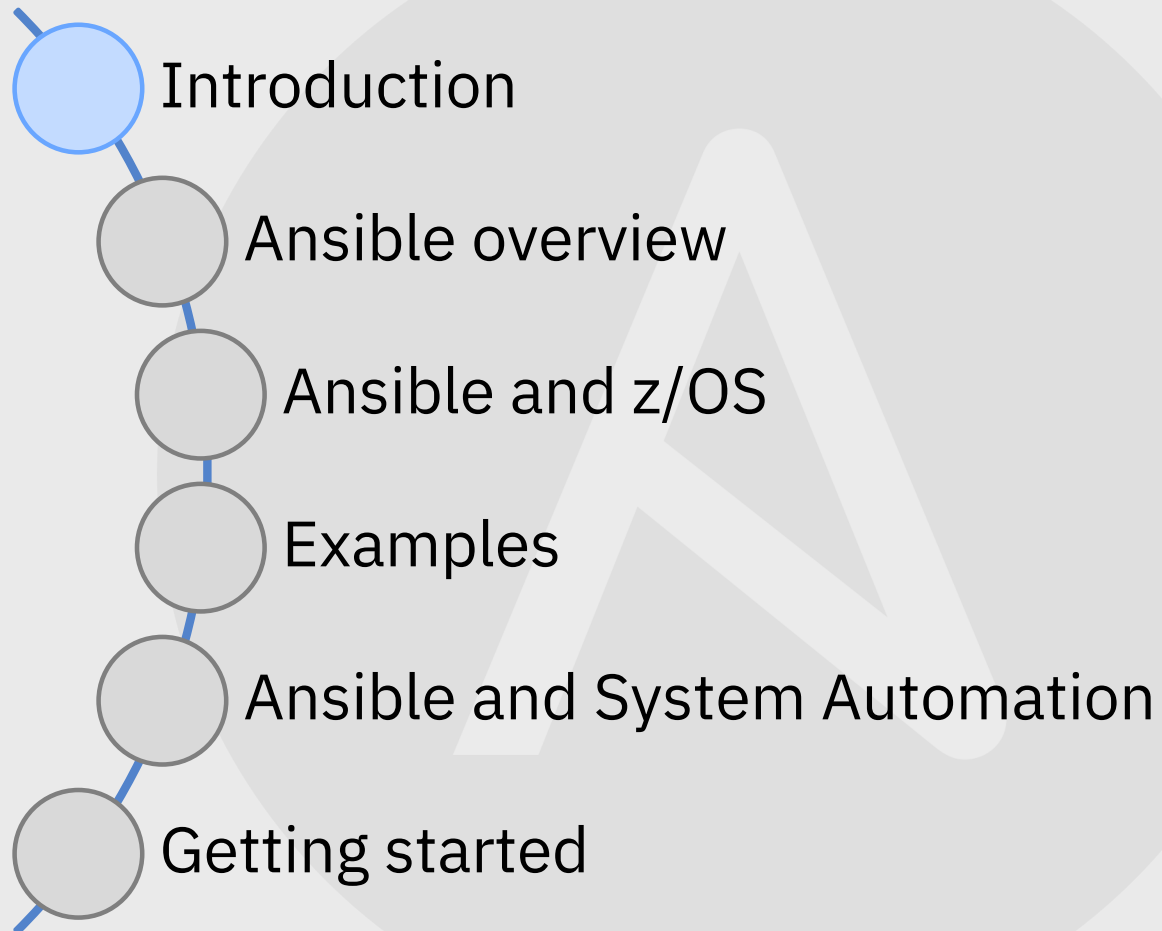 Introduction
Ansible overview
Ansible and z/OS
Examples
Ansible and System Automation
Getting started